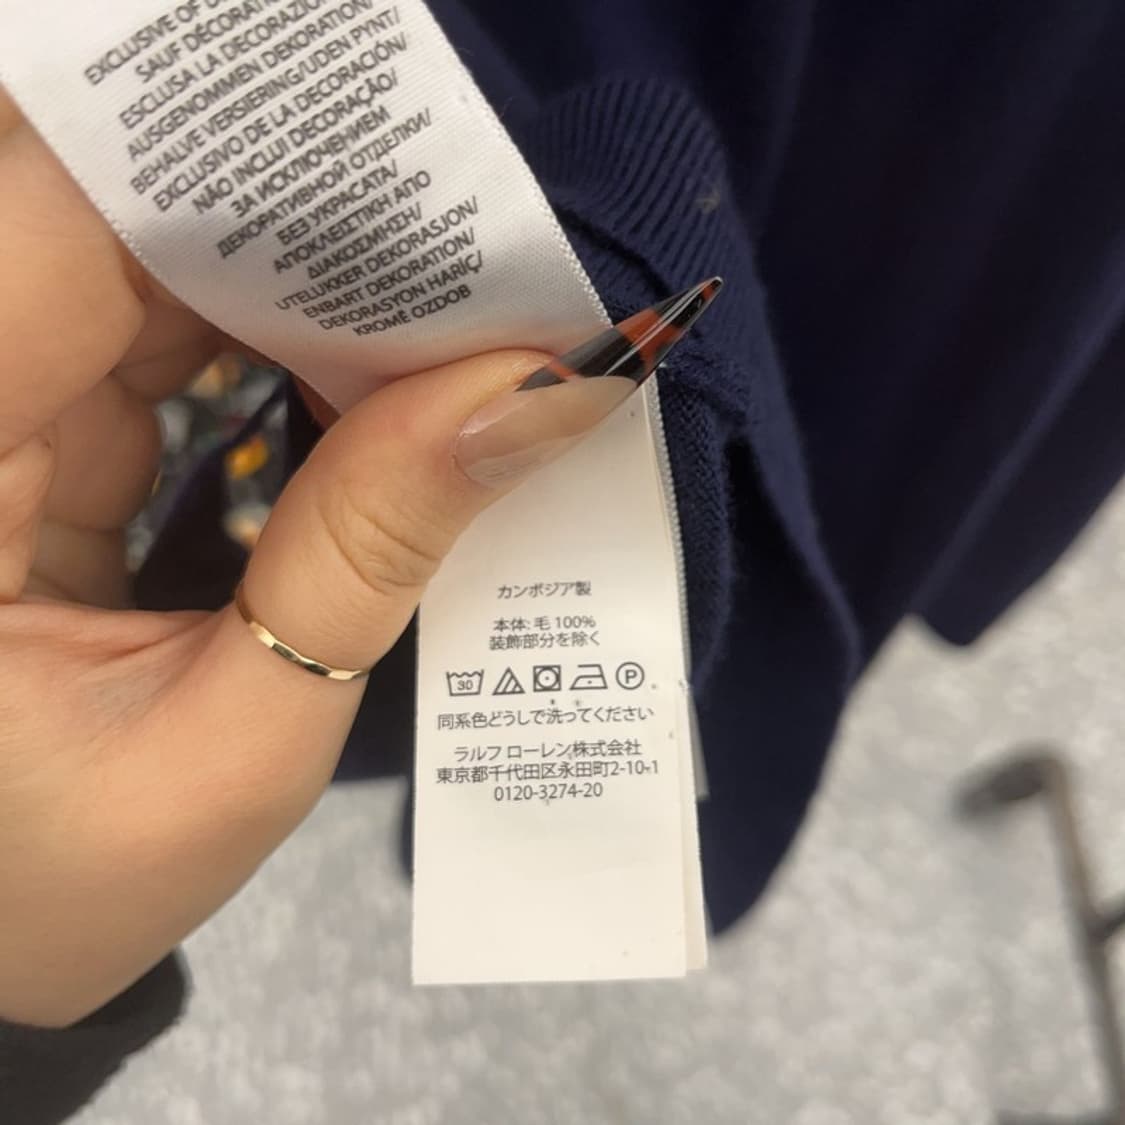 EXCLUSIVE OF
SAUF DÉCORATI
ESCLUSA LA DECORAZIO
AUSGENOMMEN DEKORATION/
BEHALVE VERSIERING/UDEN PYNT/
EXCLUSIVO DE LA DECORACIÓN/
NÃO INCLUI DECORAÇÃO/
ЗА ИСКЛЮЧЕНИЕМ
ДЕКОРАТИВНОЙ ОТДЕЛКИ/
БЕЗ УКРАСАТА/
ΑΠΟΚΛΕΙΣΤΙΚΗ ΑΠΟ
ΔΙΑΚΟΣΜΗΣΗ/
UTELUKKER DEKORASJON/
ENBART DEKORATION/
DEKORASYON HARİÇ/
KROMĚ OZDOB
カンボジア製
本体: 毛 100%
装飾部分を除く
30 P
同系色どうしで洗ってください
ラルフ ローレン株式会社
東京都千代田区永田町2-10-1
0120-3274-20